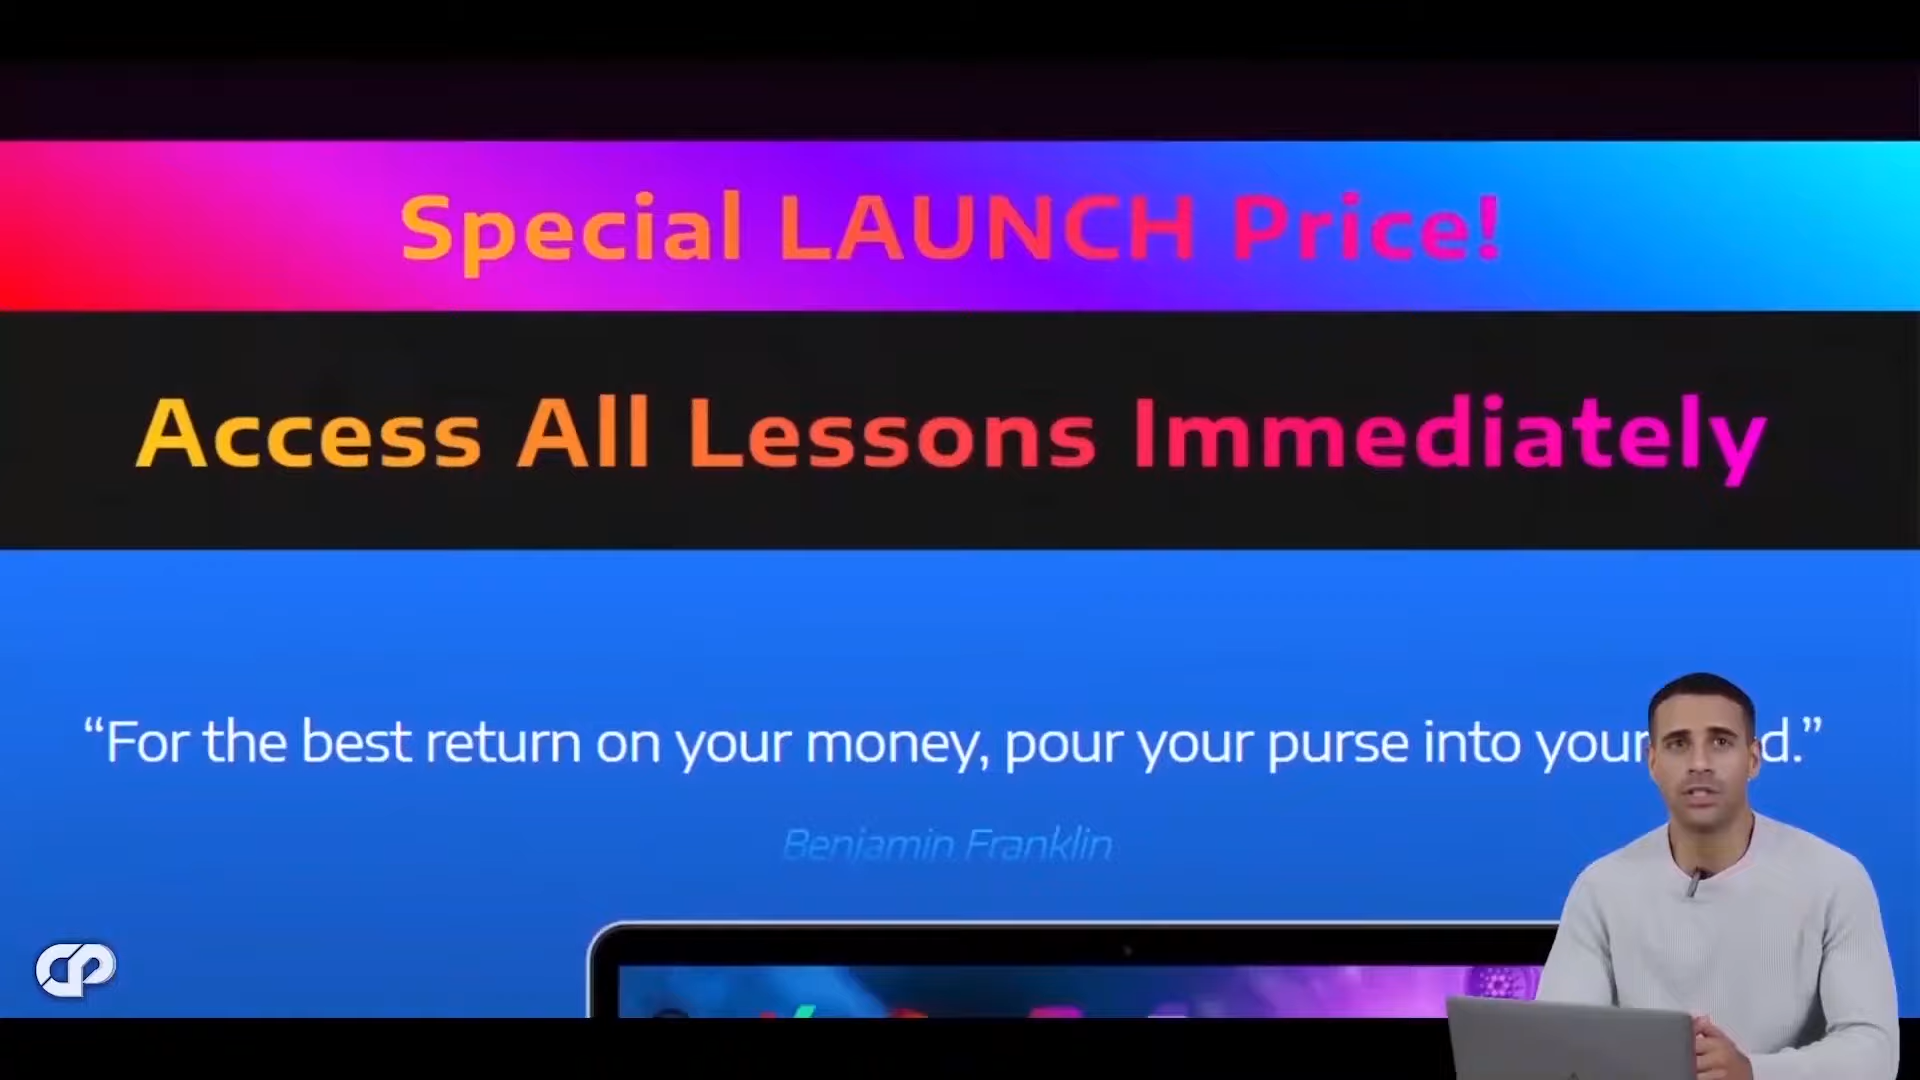 Special LAUNCH Price!
Access All Lessons Immediately
“For the best return on your money, pour your purse into your d.”
Benjamin Franklin